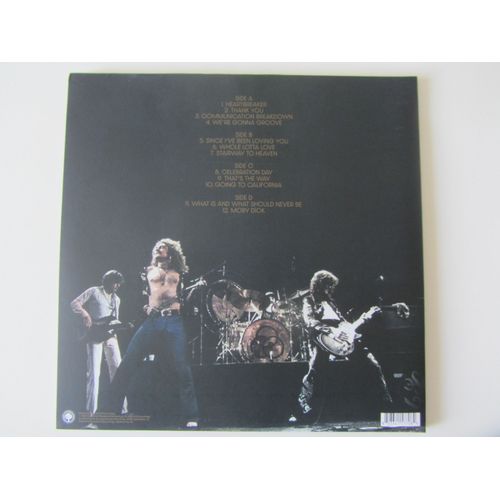 SIDE A
1. HEARTBREAKER
2. THANK YOU
3. COMMUNICATION BREAKDOWN
4. WE'RE GONNA GROOVE
SIDE B
5. SINCE I'VE BEEN LOVING YOU
6. WHOLE LOTTA LOVE
7. STAIRWAY TO HEAVEN
SIDE C
8. CELEBRATION DAY
9. THAT'S THE WAY
10. GOING TO CALIFORNIA
SIDE D
11. WHAT IS AND WHAT SHOULD NEVER BE
12. MOBY DICK